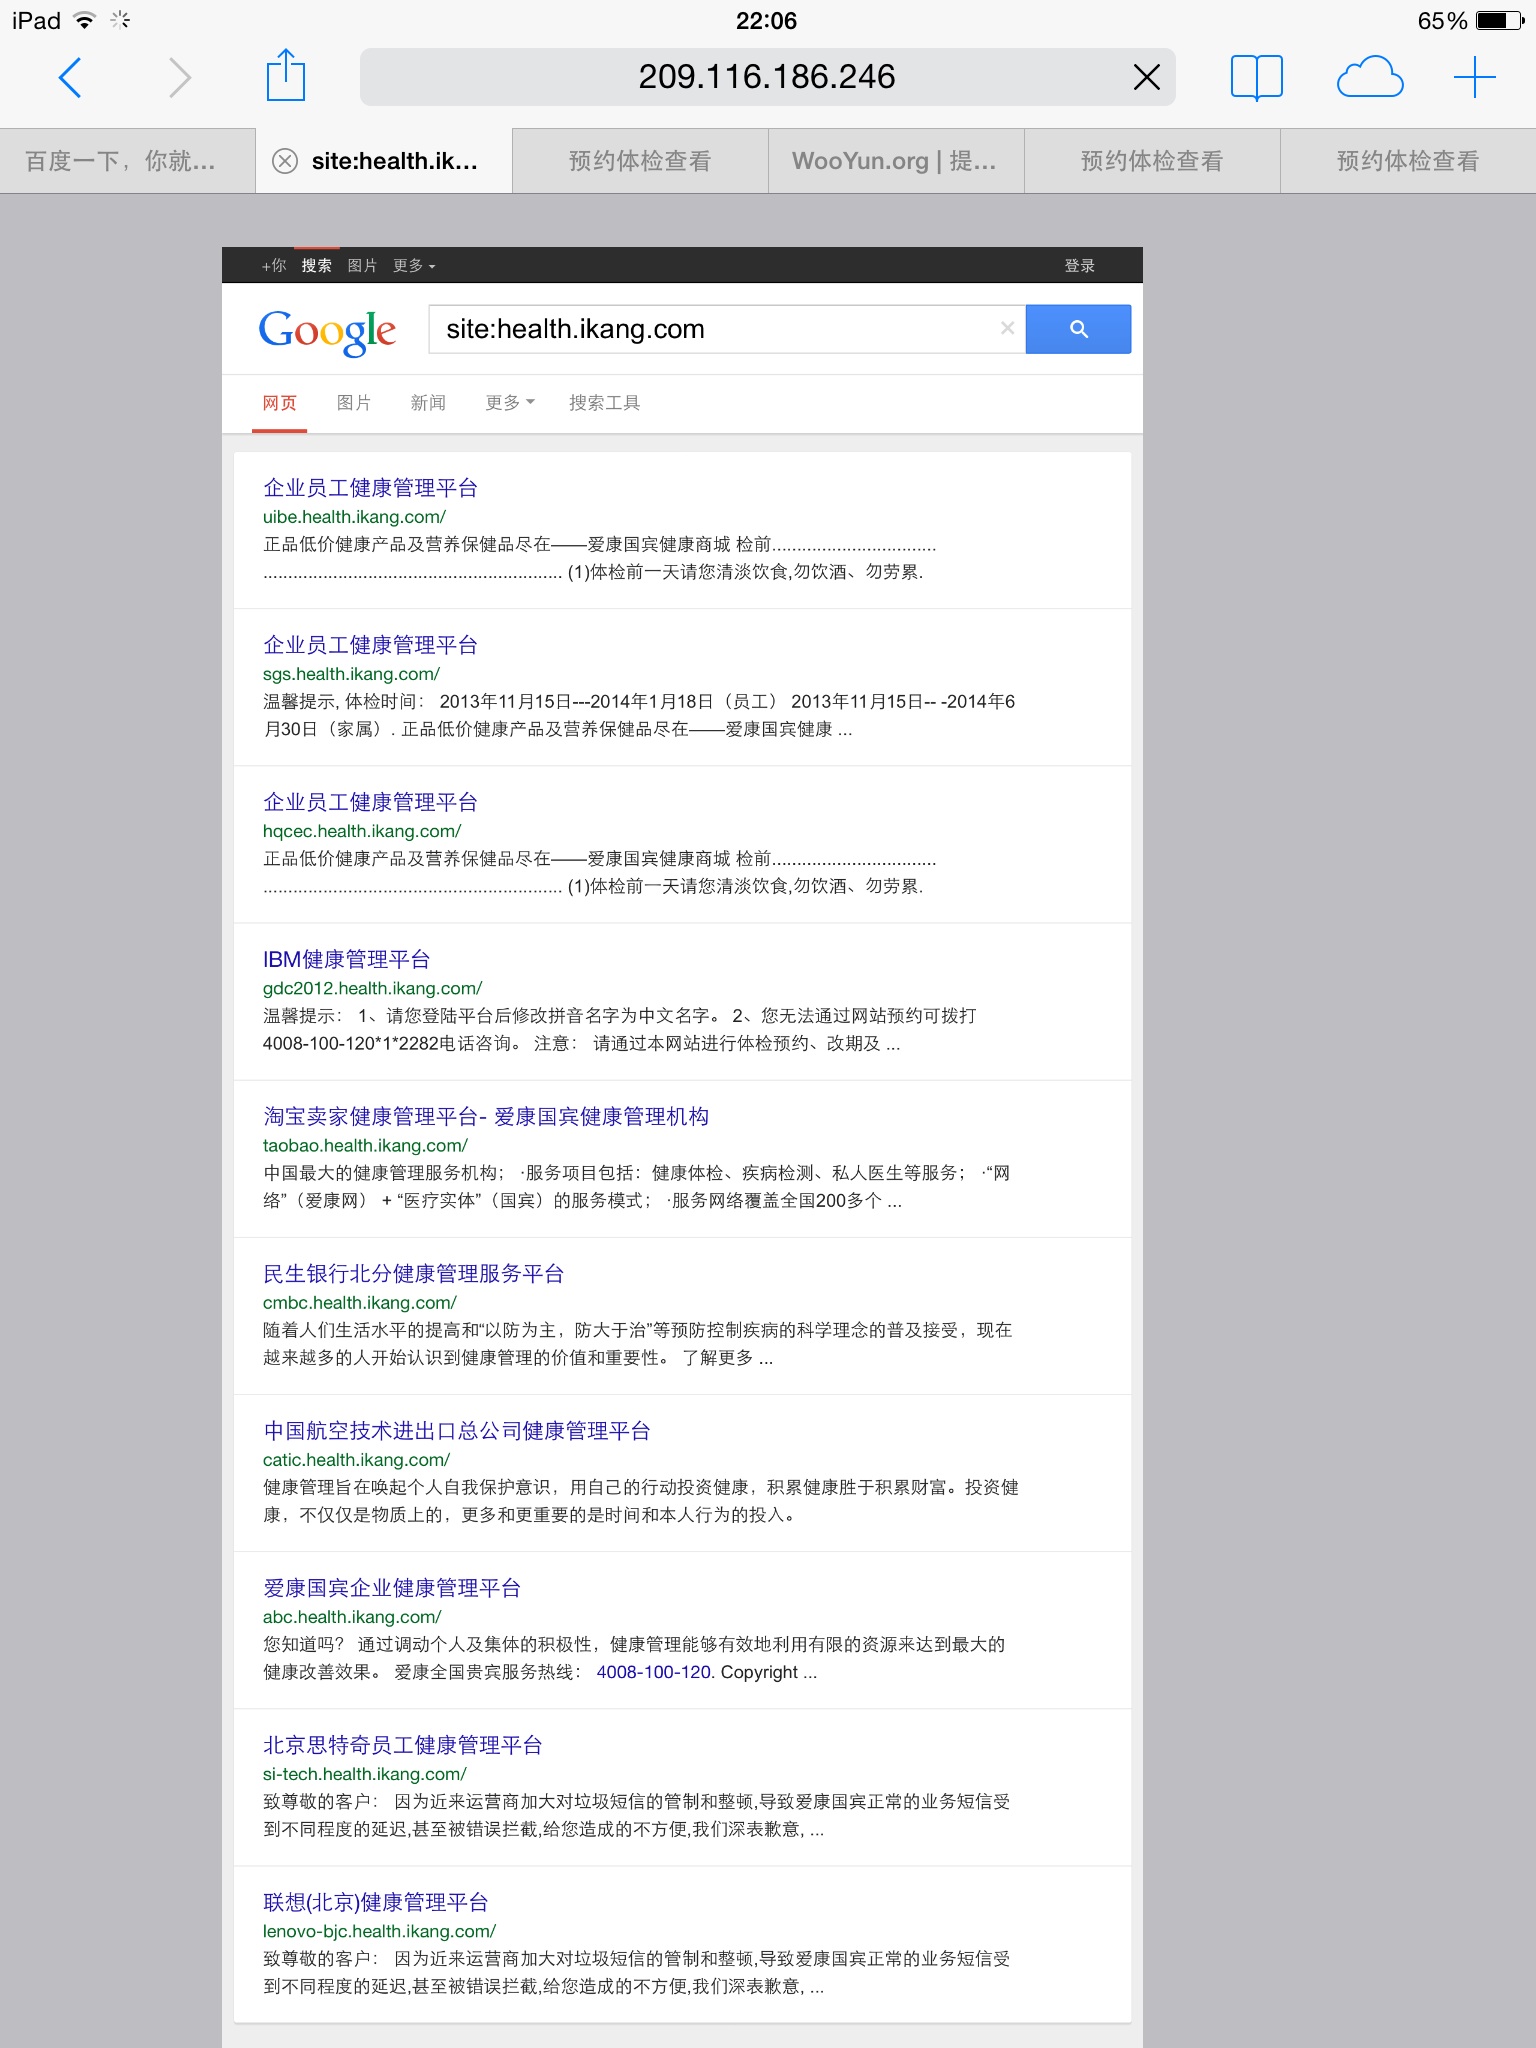 iPad 22:06 65%
209.116.186.246
百度一下，你就... site:health.ik... 预约体检查看 WooYun.org | 提... 预约体检查看 预约体检查看
+你 搜索 图片 更多 登录
Google site:health.ikang.com
网页 图片 新闻 更多 搜索工具
企业员工健康管理平台
uibe.health.ikang.com/
正品低价健康产品及营养保健品尽在——爱康国宾健康商城 检前.................................
............................................................ (1)体检前一天请您清淡饮食,勿饮酒、勿劳累.
企业员工健康管理平台
sgs.health.ikang.com/
温馨提示, 体检时间： 2013年11月15日---2014年1月18日（员工） 2013年11月15日-- -2014年6
月30日（家属）. 正品低价健康产品及营养保健品尽在——爱康国宾健康 ...
企业员工健康管理平台
hqcec.health.ikang.com/
正品低价健康产品及营养保健品尽在——爱康国宾健康商城 检前.................................
............................................................ (1)体检前一天请您清淡饮食,勿饮酒、勿劳累.
IBM健康管理平台
gdc2012.health.ikang.com/
温馨提示： 1、请您登陆平台后修改拼音名字为中文名字。 2、您无法通过网站预约可拨打
4008-100-120*1*2282电话咨询。 注意： 请通过本网站进行体检预约、改期及 ...
淘宝卖家健康管理平台- 爱康国宾健康管理机构
taobao.health.ikang.com/
中国最大的健康管理服务机构； ·服务项目包括：健康体检、疾病检测、私人医生等服务； ·“网
络”（爱康网） + “医疗实体”（国宾）的服务模式； ·服务网络覆盖全国200多个 ...
民生银行北分健康管理服务平台
cmbc.health.ikang.com/
随着人们生活水平的提高和“以防为主，防大于治”等预防控制疾病的科学理念的普及接受，现在
越来越多的人开始认识到健康管理的价值和重要性。 了解更多 ...
中国航空技术进出口总公司健康管理平台
catic.health.ikang.com/
健康管理旨在唤起个人自我保护意识，用自己的行动投资健康，积累健康胜于积累财富。投资健
康，不仅仅是物质上的，更多和更重要的是时间和本人行为的投入。
爱康国宾企业健康管理平台
abc.health.ikang.com/
您知道吗？ 通过调动个人及集体的积极性，健康管理能够有效地利用有限的资源来达到最大的
健康改善效果。 爱康全国贵宾服务热线： 4008-100-120. Copyright ...
北京思特奇员工健康管理平台
si-tech.health.ikang.com/
致尊敬的客户： 因为近来运营商加大对垃圾短信的管制和整顿,导致爱康国宾正常的业务短信受
到不同程度的延迟,甚至被错误拦截,给您造成的不方便,我们深表歉意, ...
联想(北京)健康管理平台
lenovo-bjc.health.ikang.com/
致尊敬的客户： 因为近来运营商加大对垃圾短信的管制和整顿,导致爱康国宾正常的业务短信受
到不同程度的延迟,甚至被错误拦截,给您造成的不方便,我们深表歉意, ...